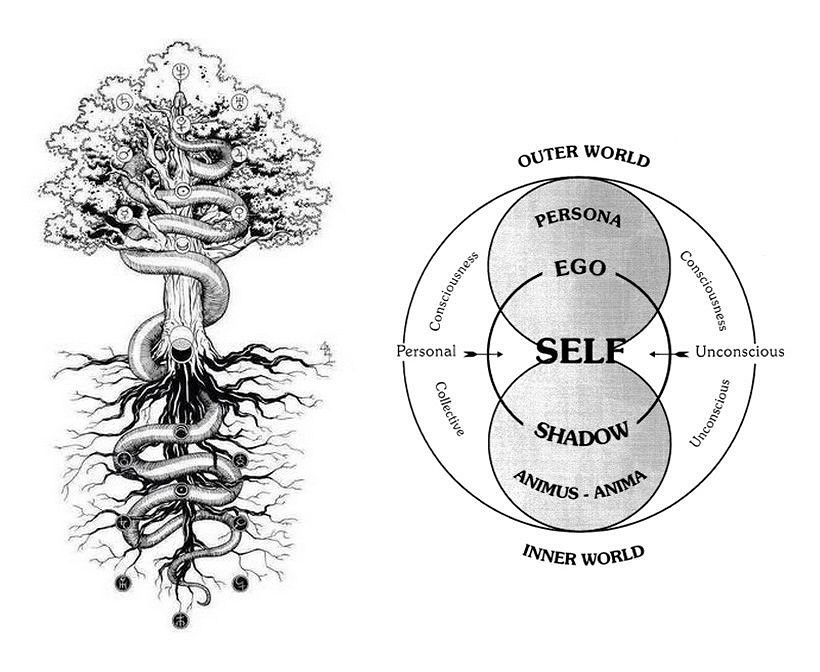 OUTER WORLD
PERSONA
EGO
Consciousness
Consciousness
Personal
SELF
Unconscious
Collective
Unconscious
SHADOW
ANIMUS - ANIMA
INNER WORLD